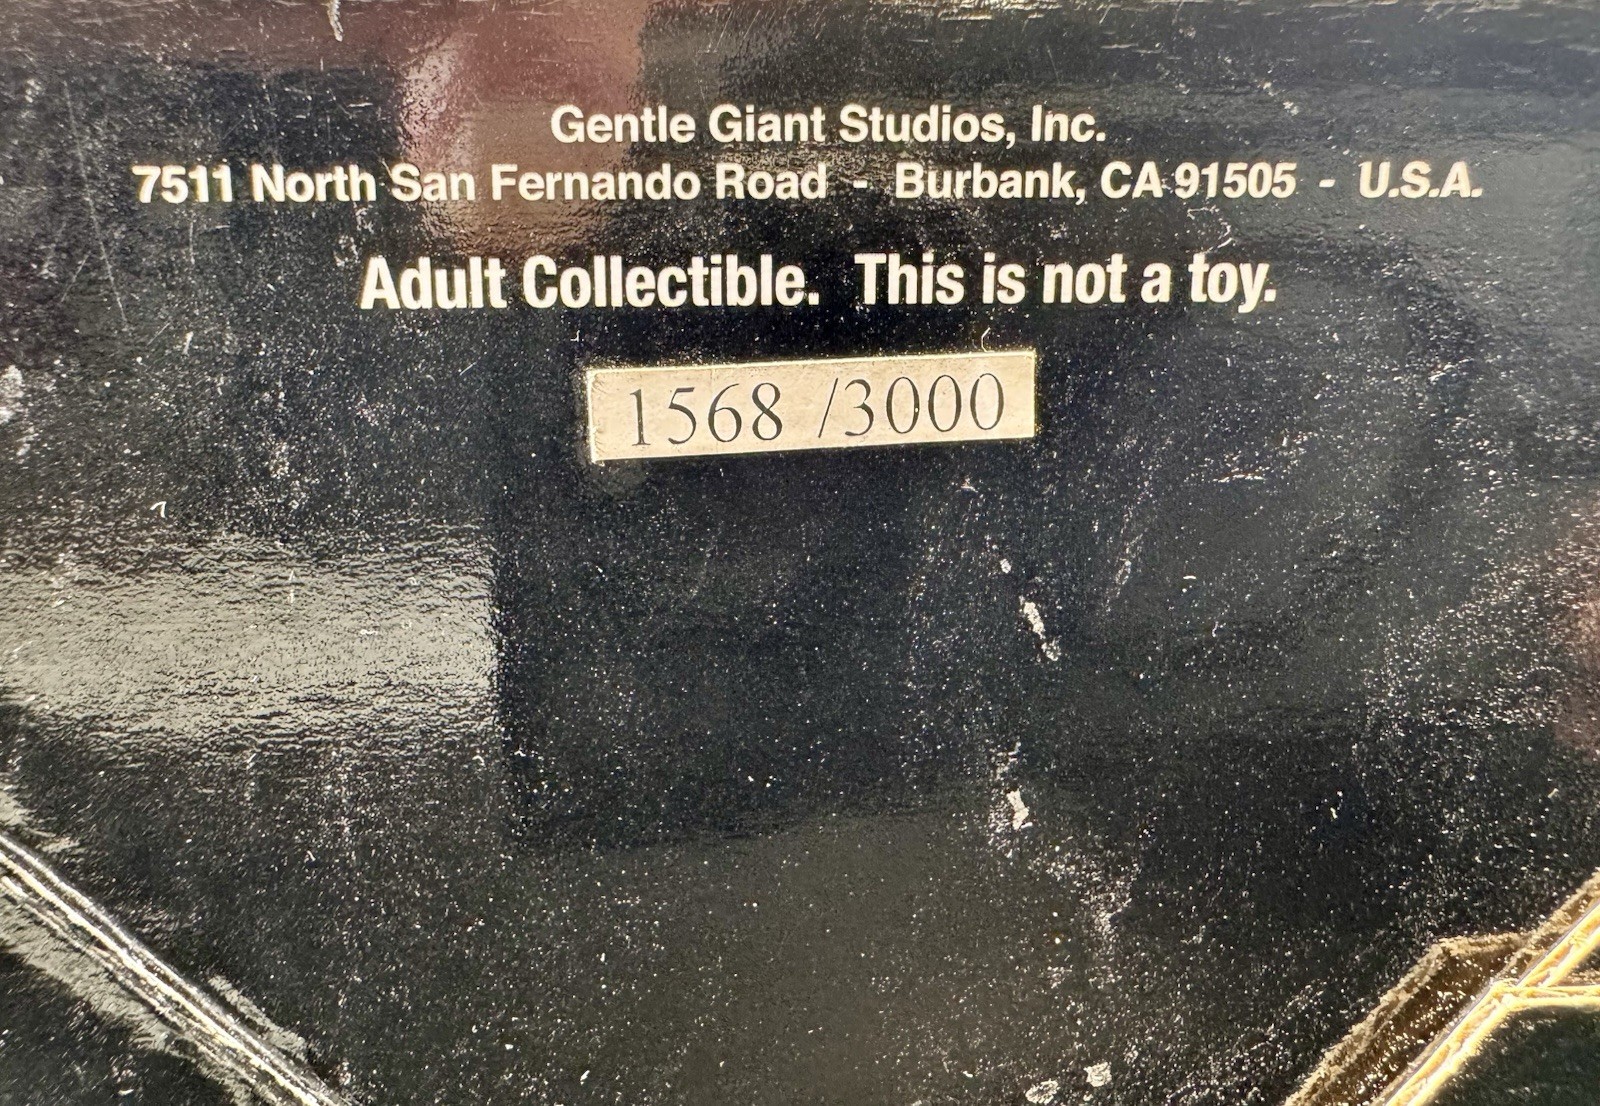 Gentle Giant Studios, Inc.
7511 North San Fernando Road - Burbank, CA 91505 - U.S.A.
Adult Collectible. This is not a toy.
1568 /3000